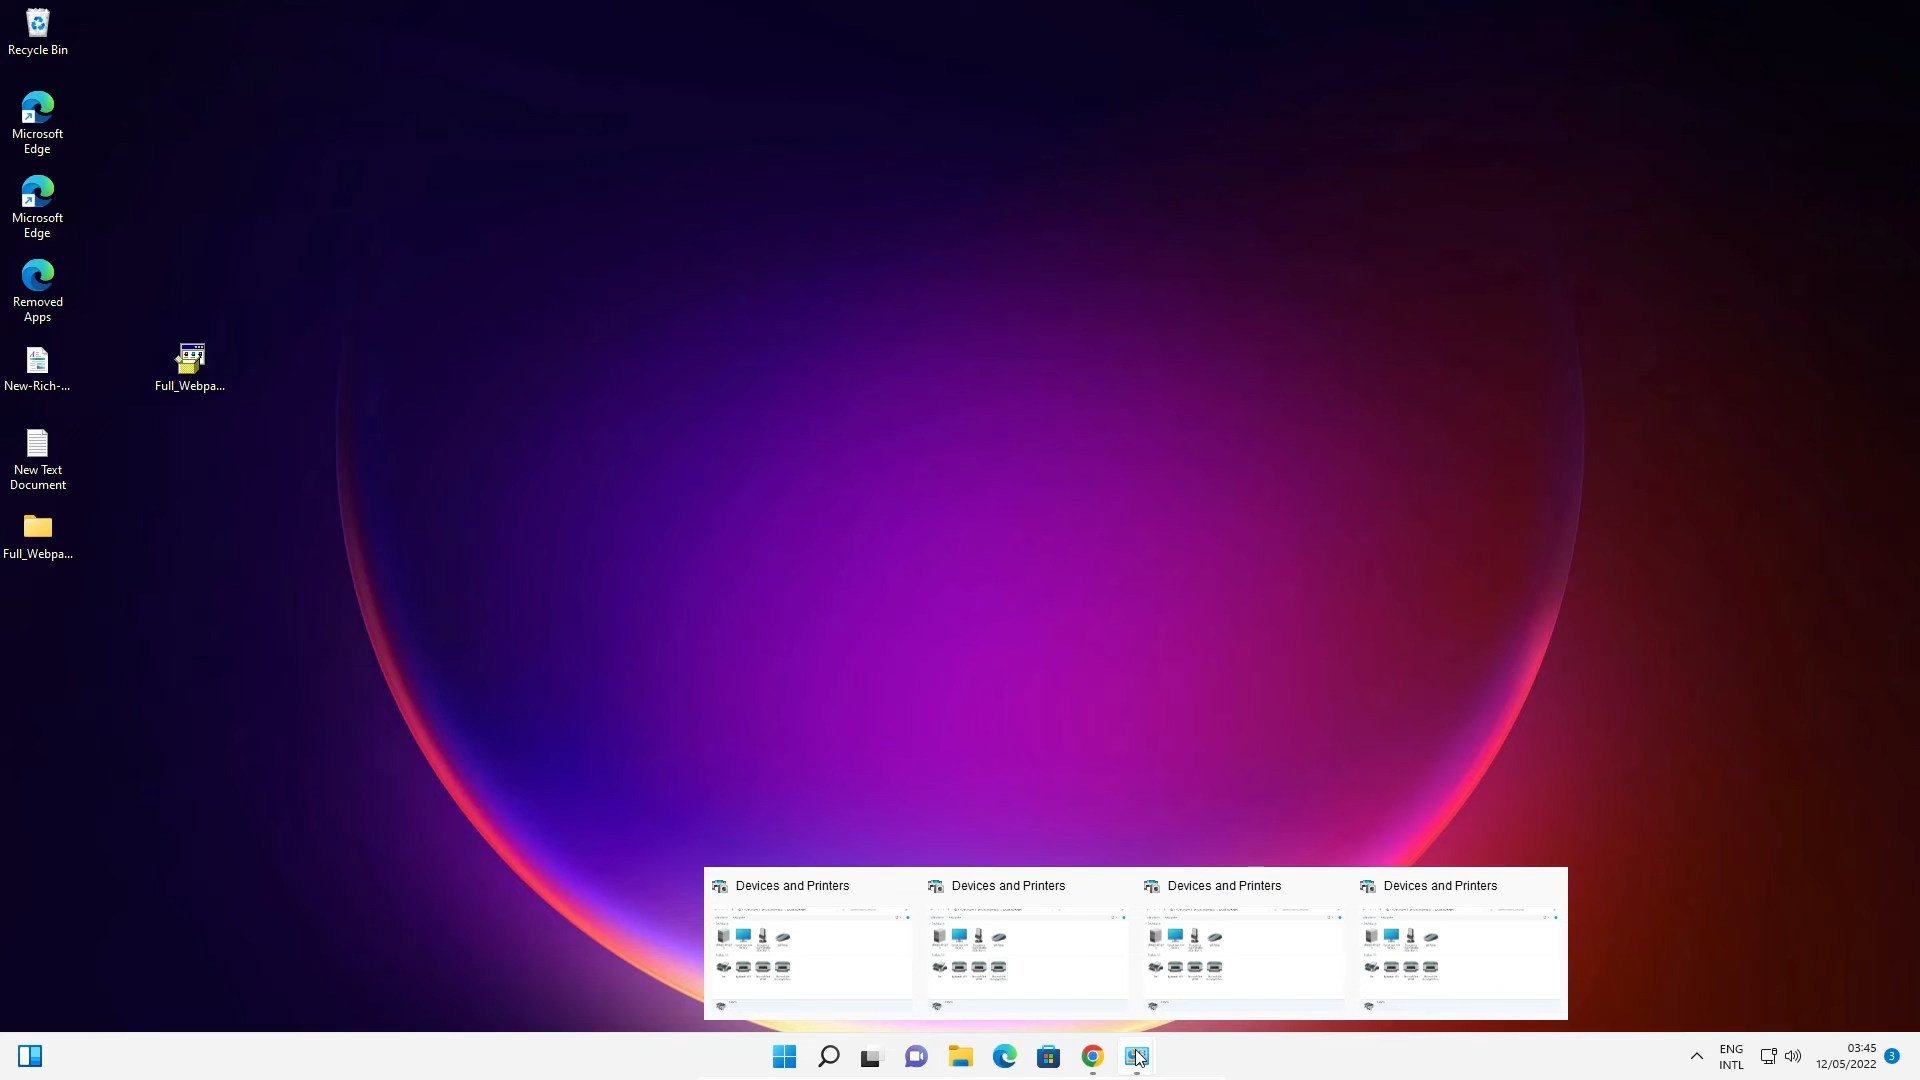 Recycle Bin
Microsoft
Edge
Microsoft
Edge
Removed
Apps
New-Rich-...
Full_Webpa...
New Text
Document
Full_Webpa...
Devices and Printers
Devices and Printers
Devices and Printers
Devices and Printers
ENG
INTL
03:45
12/05/2022
3